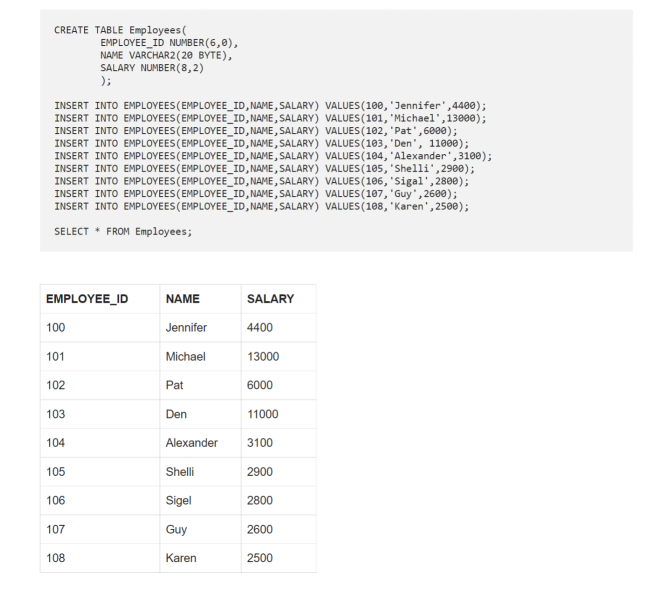 CREATE TABLE Employees(
EMPLOYEE_ID NUMBER(6,0),
NAME VARCHAR2(20 BYTE),
SALARY NUMBER(8,2)
);
INSERT INTO EMPLOYEES(EMPLOYEE_ID,NAME,SALARY) VALUES(100,'Jennifer',4400);
INSERT INTO EMPLOYEES(EMPLOYEE_ID,NAME,SALARY) VALUES(101,'Michael',13000);
INSERT INTO EMPLOYEES(EMPLOYEE_ID,NAME,SALARY) VALUES(102,'Pat',6000);
INSERT INTO EMPLOYEES(EMPLOYEE_ID,NAME,SALARY) VALUES(103,'Den', 11000);
INSERT INTO EMPLOYEES(EMPLOYEE_ID,NAME,SALARY) VALUES(104,'Alexander',3100);
INSERT INTO EMPLOYEES(EMPLOYEE_ID,NAME,SALARY) VALUES(105,'Shelli',2900);
INSERT INTO EMPLOYEES(EMPLOYEE_ID,NAME,SALARY) VALUES(106,'Sigal',2800);
INSERT INTO EMPLOYEES(EMPLOYEE_ID,NAME,SALARY) VALUES(107,'Guy',2600);
INSERT INTO EMPLOYEES(EMPLOYEE_ID,NAME,SALARY) VALUES(108,'Karen',2500);
SELECT * FROM Employees;
EMPLOYEE_ID NAME SALARY
100 Jennifer 4400
101 Michael 13000
102 Pat 6000
103 Den 11000
104 Alexander 3100
105 Shelli 2900
106 Sigel 2800
107 Guy 2600
108 Karen 2500